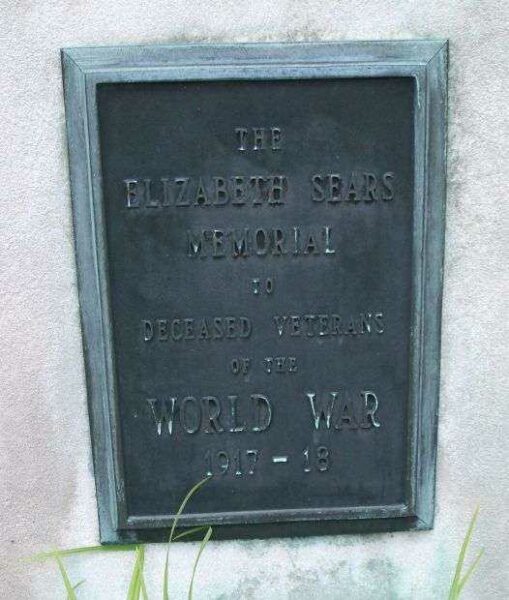 THE
ELIZABETH SEARS
MEMORIAL
TO
DECEASED VETERANS
OF THE
WORLD WAR
1917 - 18